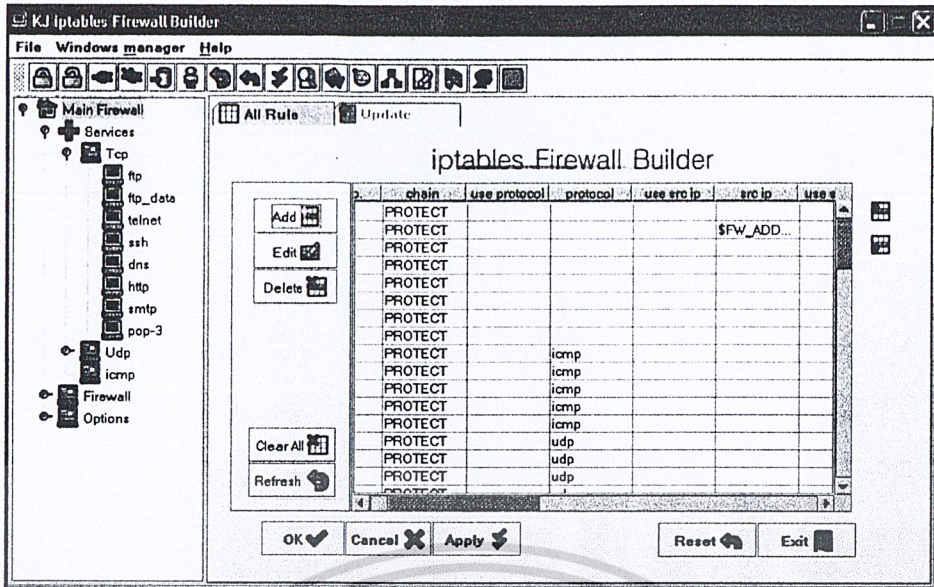 KJ iptables Firewall Builder
File Windows manager Help
Main Firewall
Services
Tcp
ftp
ftp_data
telnet
ssh
dns
http
smtp
pop-3
Udp
icmp
Firewall
Options
All Rule Update
iptables Firewall Builder
Add
Edit
Delete
Clear All
Refresh
chain use protocol protocol use src ip src ip use s
PROTECT
PROTECT $FW_ADD...
PROTECT
PROTECT
PROTECT
PROTECT
PROTECT
PROTECT
PROTECT icmp
PROTECT icmp
PROTECT icmp
PROTECT icmp
PROTECT icmp
PROTECT udp
PROTECT udp
PROTECT udp
OK Cancel Apply Reset Exit